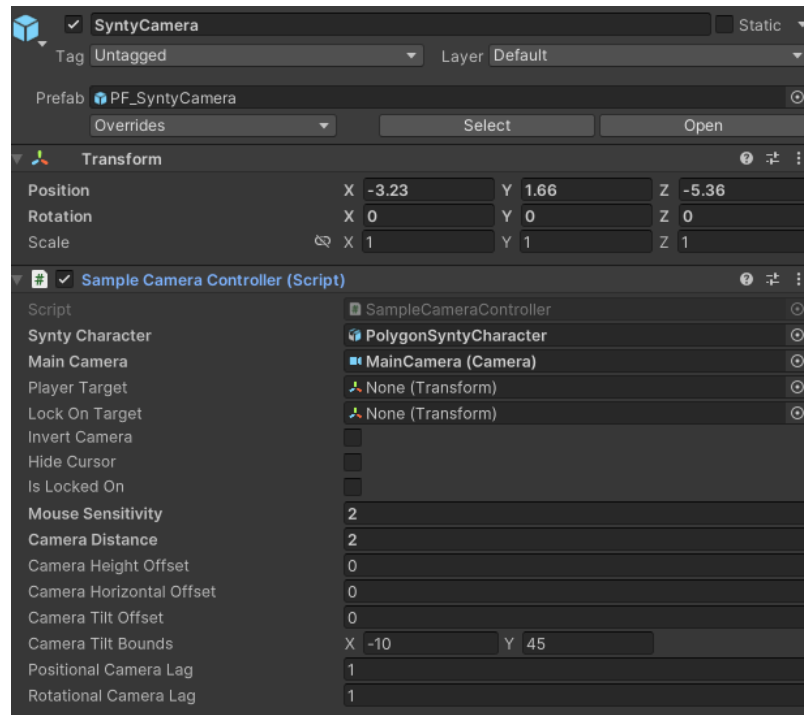 SyntyCamera Static
Tag Untagged Layer Default
Prefab PF_SyntyCamera
Overrides Select Open
Transform
Position X -3.23 Y 1.66 Z -5.36
Rotation X 0 Y 0 Z 0
Scale X 1 Y 1 Z 1
# Sample Camera Controller (Script)
Script # SampleCameraController
Synty Character PolygonSyntyCharacter
Main Camera MainCamera (Camera)
Player Target None (Transform)
Lock On Target None (Transform)
Invert Camera
Hide Cursor
Is Locked On
Mouse Sensitivity 2
Camera Distance 2
Camera Height Offset 0
Camera Horizontal Offset 0
Camera Tilt Offset 0
Camera Tilt Bounds X -10 Y 45
Positional Camera Lag 1
Rotational Camera Lag 1